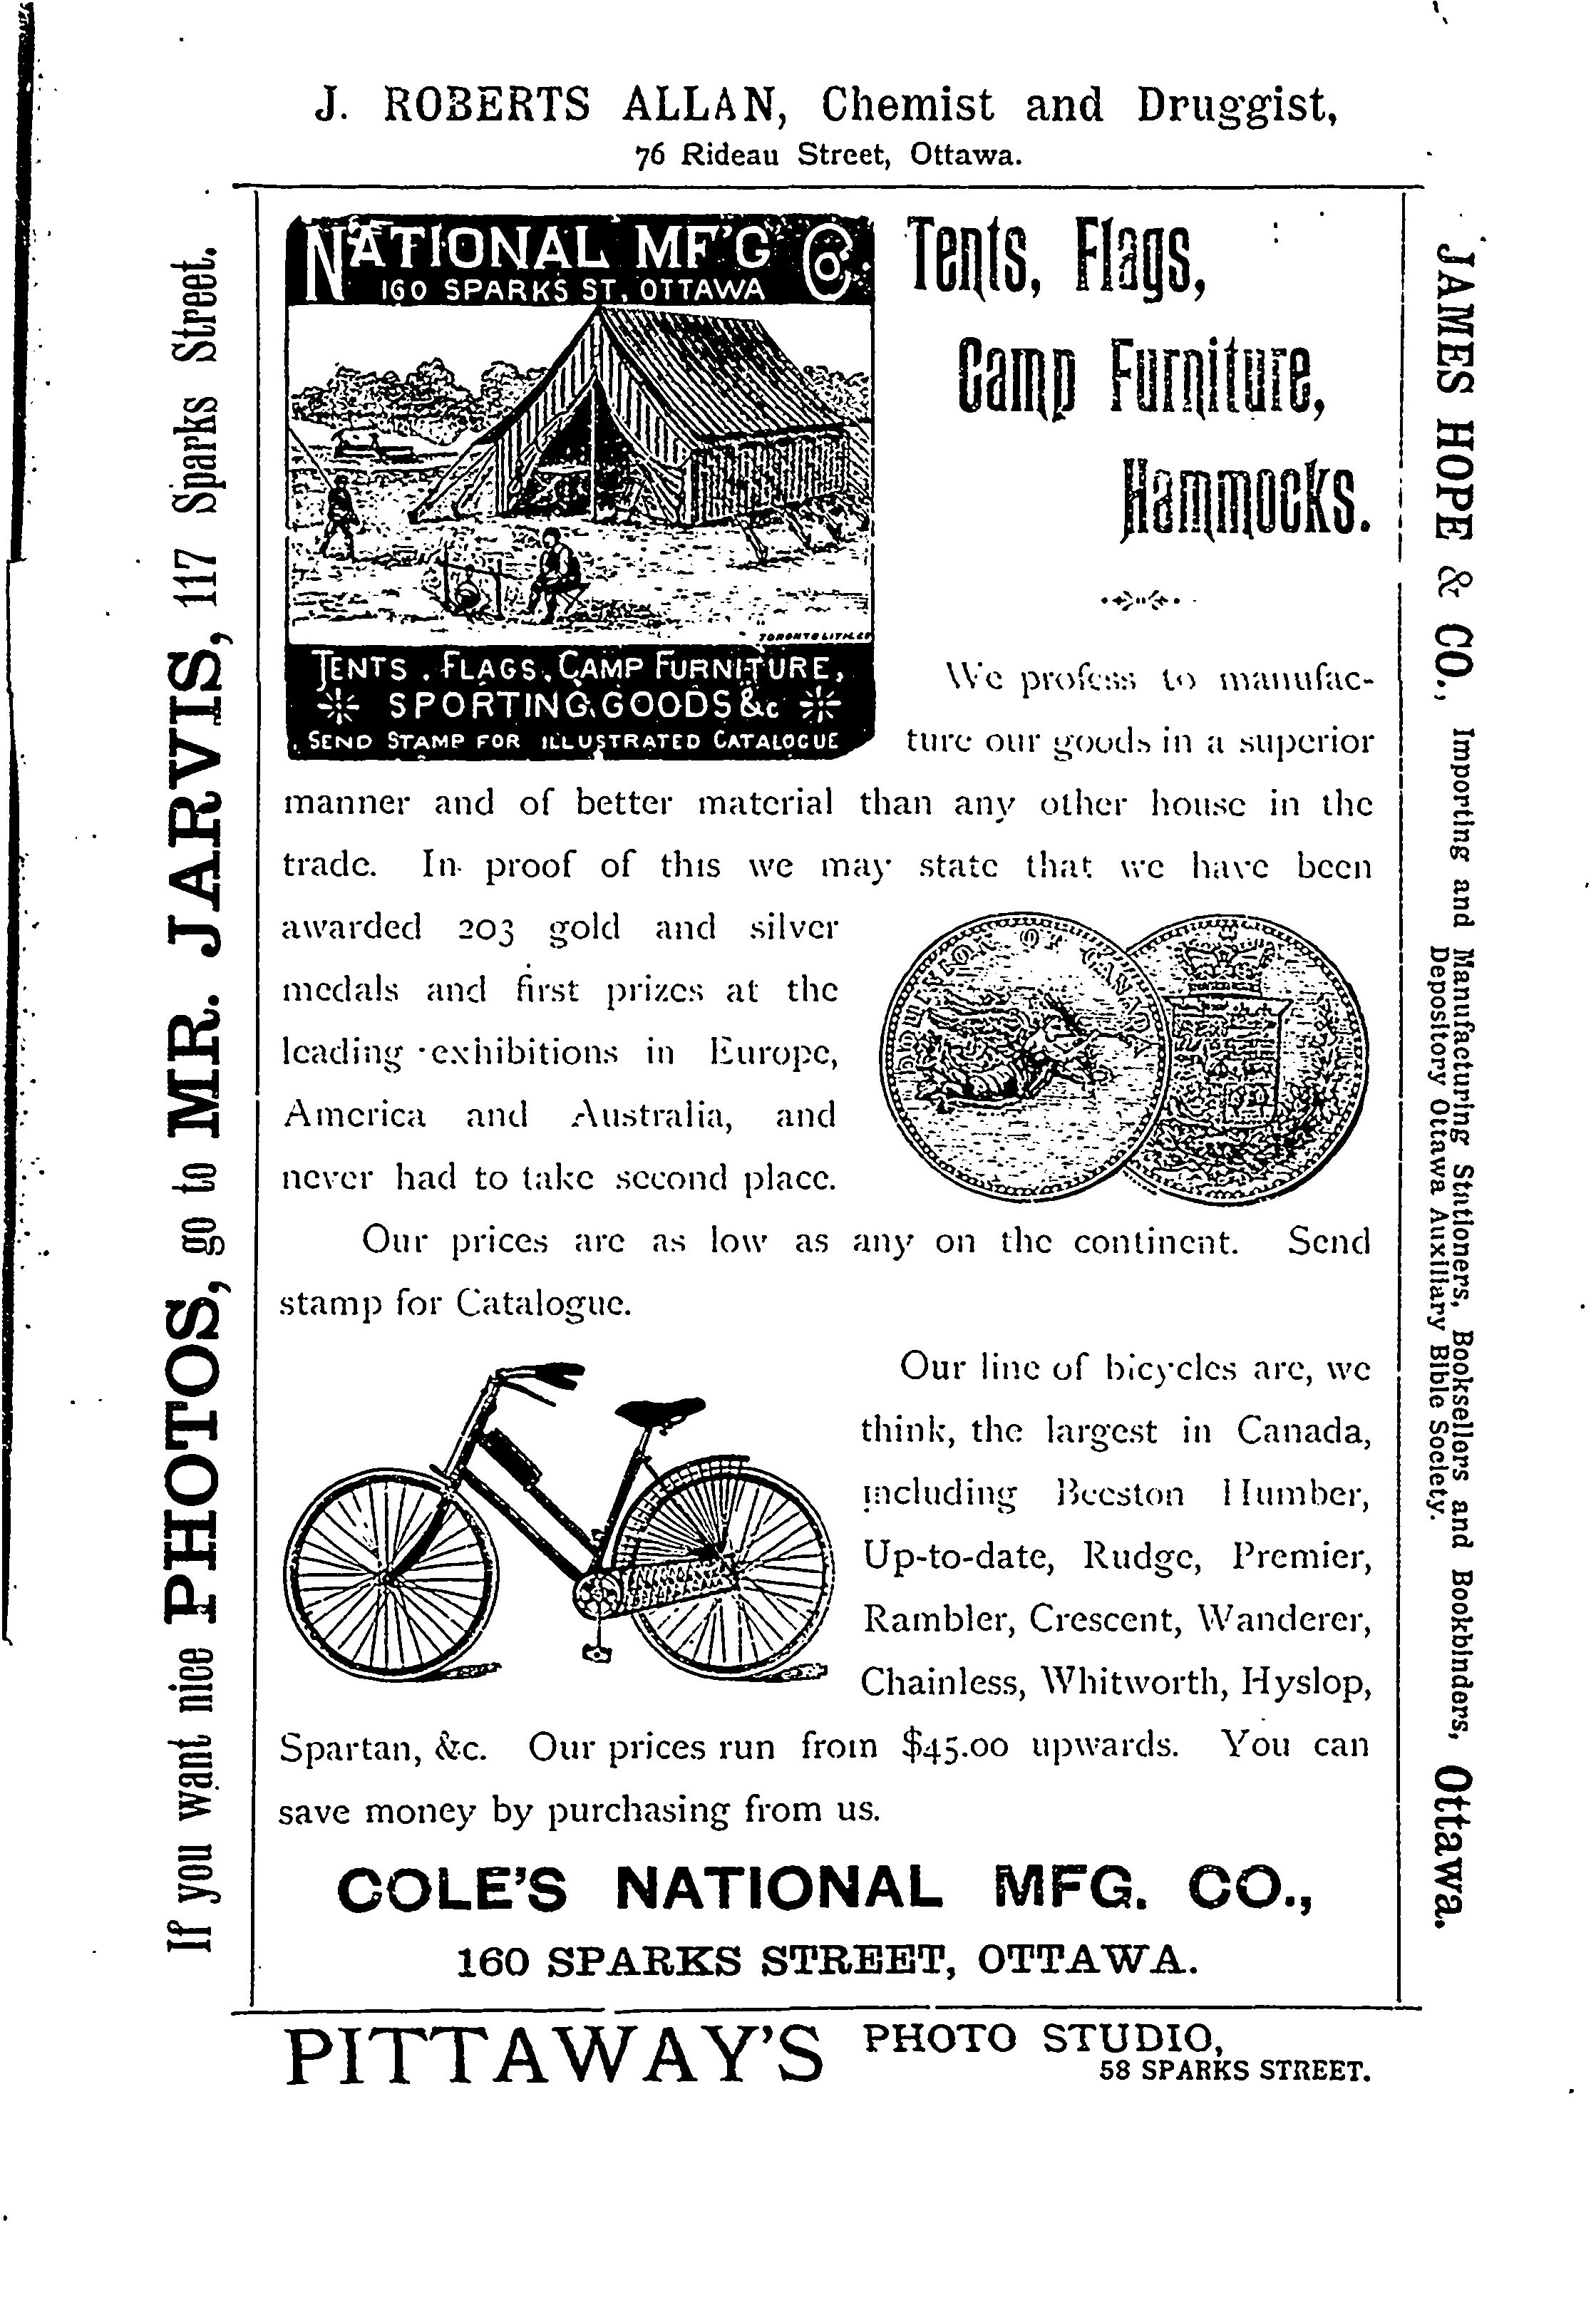 J. ROBERTS ALLAN, Chemist and Druggist,
76 Rideau Street, Ottawa.
If you want nice PHOTOS, go to MR. JARVIS, 117 Sparks Street.
NATIONAL MF'G CO.
160 SPARKS ST, OTTAWA
TORONTO LITH. CO
TENTS. FLAGS. CAMP FURNITURE,
SPORTING GOODS &c
SEND STAMP FOR ILLUSTRATED CATALOGUE
Tents, Flags,
Camp Furniture,
Hammocks.
We profess to manufac-
ture our goods in a superior
manner and of better material than any other house in the
trade. In proof of this we may state that we have been
awarded 203 gold and silver
medals and first prizes at the
leading exhibitions in Europe,
America and Australia, and
never had to take second place.
DOMINION OF CANADA
Our prices are as low as any on the continent. Send
stamp for Catalogue.
Our line of bicycles are, we
think, the largest in Canada,
including Beeston Humber,
Up-to-date, Rudge, Premier,
Rambler, Crescent, Wanderer,
Chainless, Whitworth, Hyslop,
Spartan, &c. Our prices run from $45.00 upwards. You can
save money by purchasing from us.
COLE'S NATIONAL MFG. CO.,
160 SPARKS STREET, OTTAWA.
JAMES HOPE & CO., Importing and Manufacturing Stationers, Booksellers and Bookbinders, Ottawa.
Depository Ottawa Auxiliary Bible Society.
PITTAWAY'S PHOTO STUDIO,
58 SPARKS STREET.